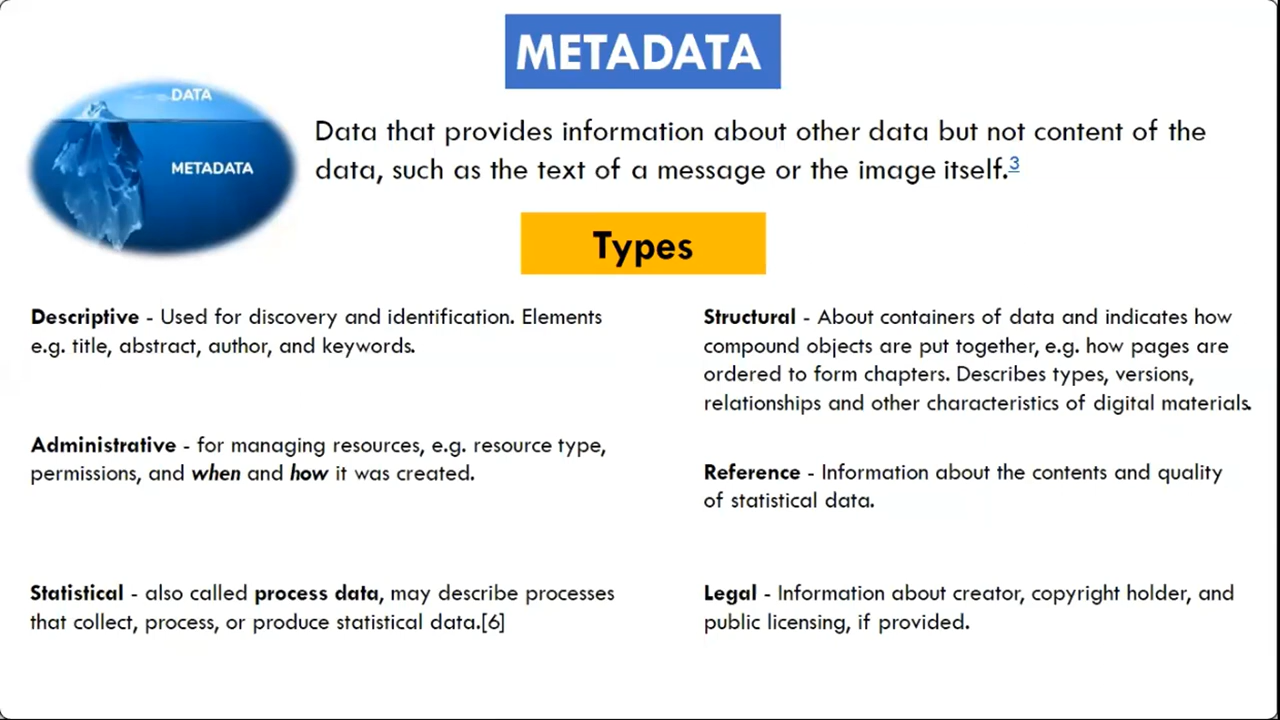 METADATA
DATA
METADATA
Data that provides information about other data but not content of the
data, such as the text of a message or the image itself.3
Types
Descriptive - Used for discovery and identification. Elements
e.g. title, abstract, author, and keywords.
Administrative - for managing resources, e.g. resource type,
permissions, and when and how it was created.
Statistical - also called process data, may describe processes
that collect, process, or produce statistical data.[6]
Structural - About containers of data and indicates how
compound objects are put together, e.g. how pages are
ordered to form chapters. Describes types, versions,
relationships and other characteristics of digital materials.
Reference - Information about the contents and quality
of statistical data.
Legal - Information about creator, copyright holder, and
public licensing, if provided.